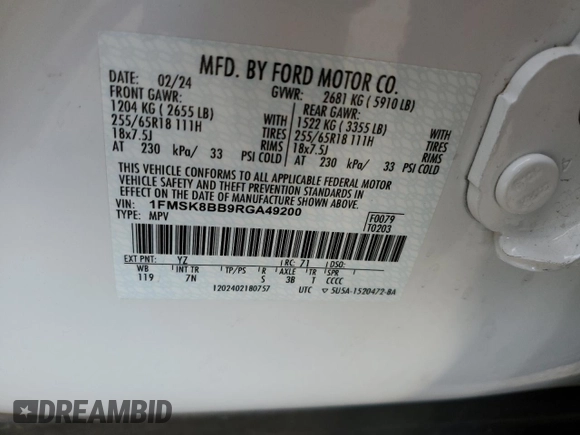 MFD. BY FORD MOTOR CO.
DATE: 02/24 GVWR: 2681 KG ( 5910 LB)
FRONT GAWR: REAR GAWR:
1204 KG ( 2655 LB) WITH 1522 KG ( 3355 LB) WITH
255/65R18 111H TIRES 255/65R18 111H TIRES
18x7.5J RIMS 18x7.5J RIMS
AT 230 kPa/ 33 PSI COLD AT 230 kPa/ 33 PSI COLD
THIS VEHICLE CONFORMS TO ALL APPLICABLE FEDERAL MOTOR
VEHICLE SAFETY AND THEFT PREVENTION STANDARDS IN
EFFECT ON THE DATE OF MANUFACTURE SHOWN ABOVE.
VIN: 1FMSK8BB9RGA49200 F0079
TYPE: MPV T0203
EXT PNT: YZ RC: 71 DSO:
WB INT TR TP/PS R AXLE TR SPR
119 7N S 3B 1 CCCC
1202402180757 UTC SU5A-1520472-BA
DREAMBID